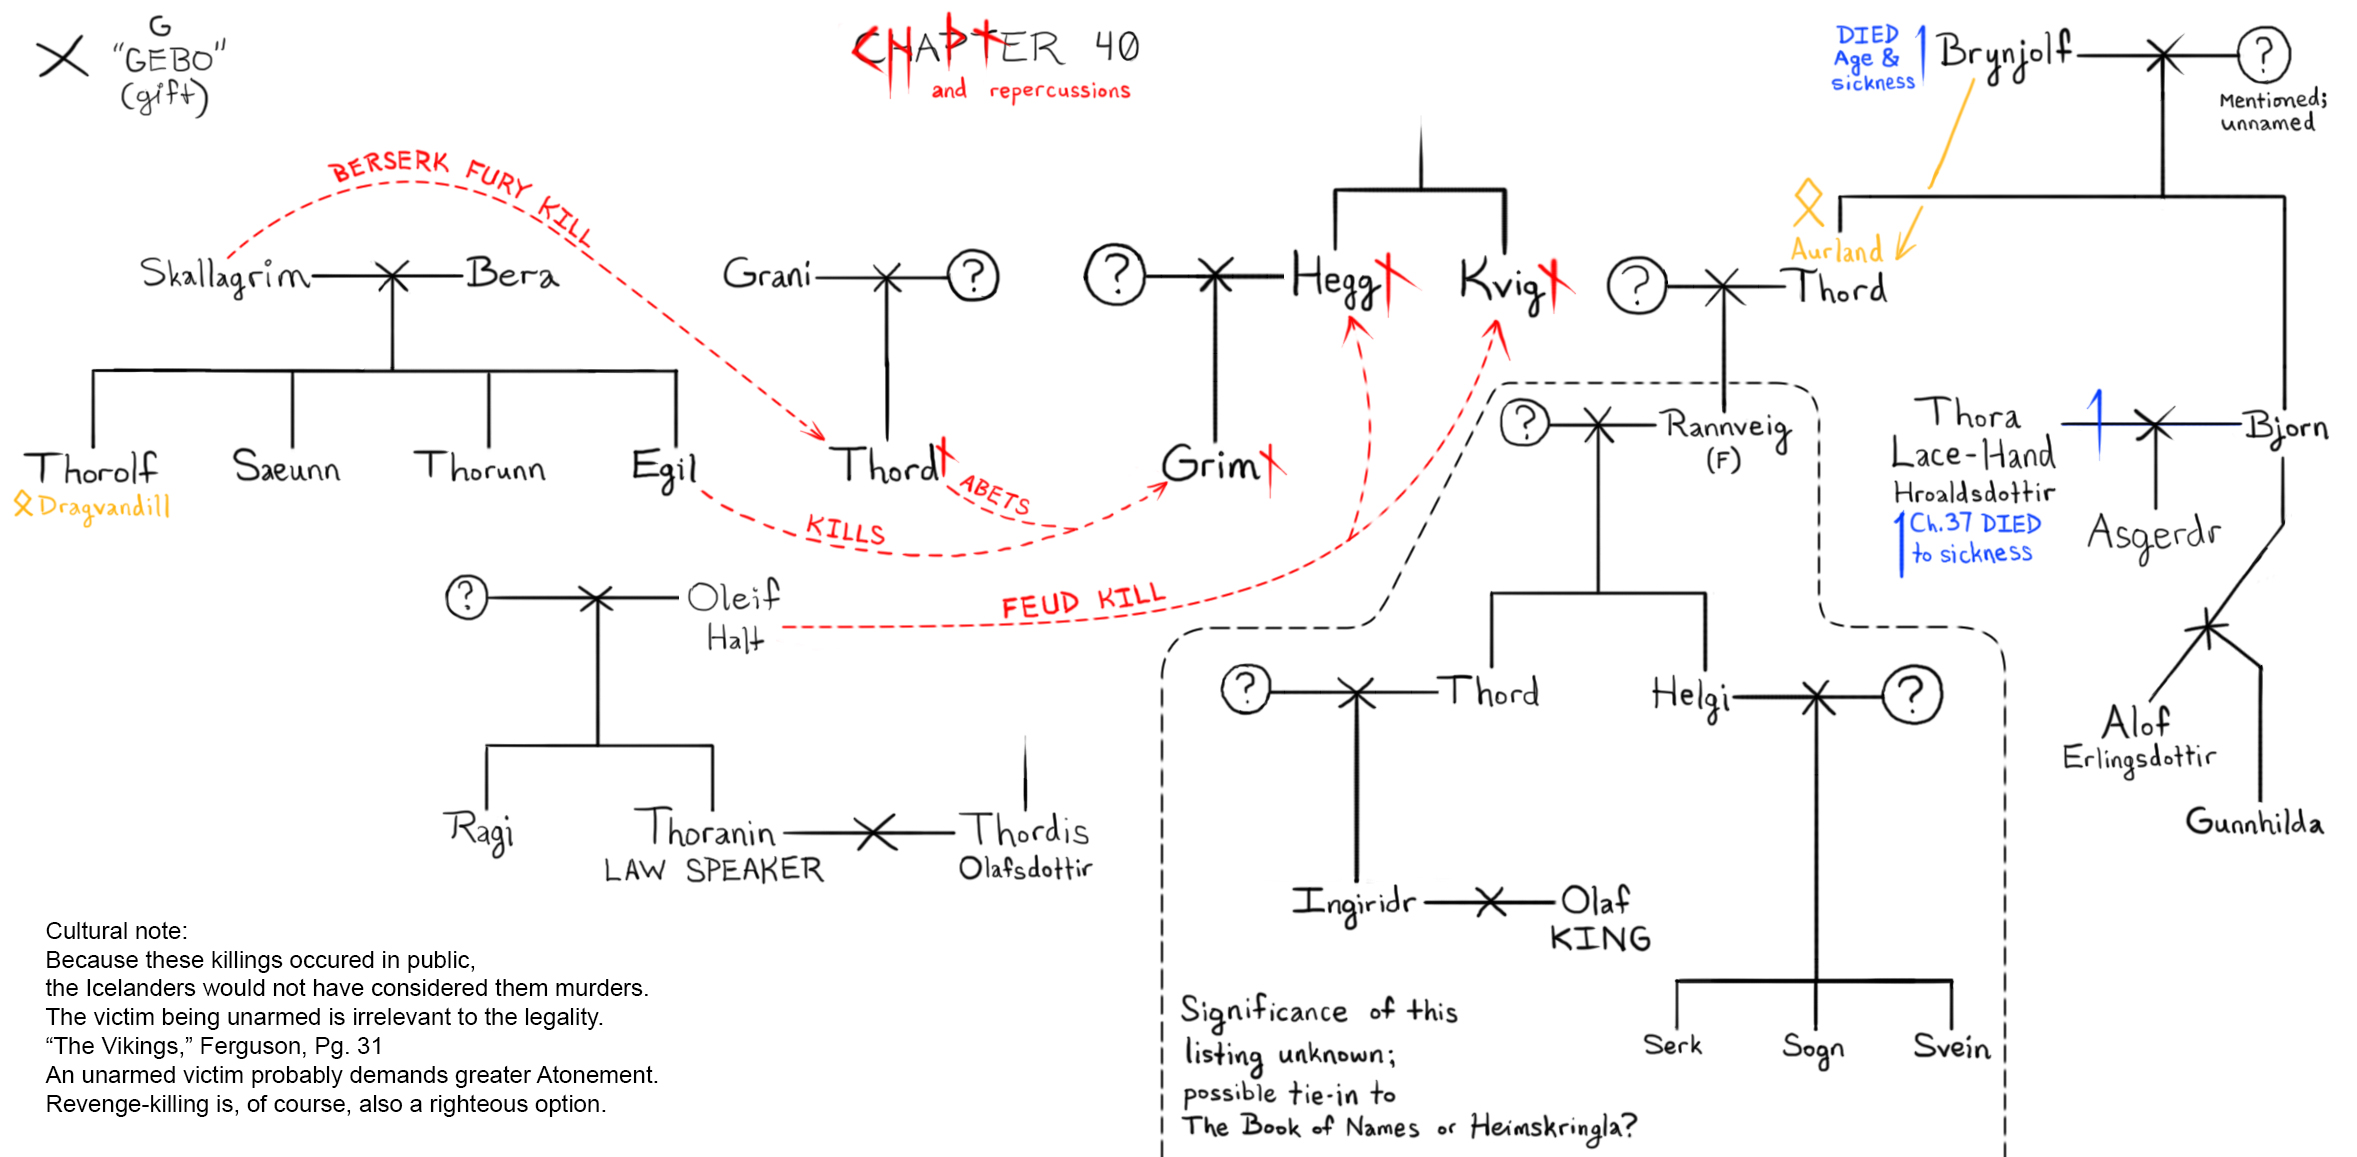 G
"GEBO"
(gift)
CHAPTER 40
and repercussions
DIED
Age &
sickness
Brynjolf
?
Mentioned;
unnamed
BERSERK FURY KILL
Skallagrim
Bera
Grani
?
?
Hegg
Kvig
?
Aurland
Thord
Thorolf
Dragvandill
Saeunn
Thorunn
Egil
Thord
Grim
ABETS
KILLS
?
Rannveig
(F)
Thora
Lace-Hand
Hroaldsdottir
Ch.37 DIED
to sickness
Bjorn
Asgerdr
?
Oleif
Halt
FEUD KILL
?
Thord
Helgi
?
Alof
Erlingsdottir
Gunnhilda
Ragi
Thoranin
LAW SPEAKER
Thordis
Olafsdottir
Ingiridr
Olaf
KING
Serk
Sogn
Svein
Cultural note:
Because these killings occured in public,
the Icelanders would not have considered them murders.
The victim being unarmed is irrelevant to the legality.
“The Vikings,” Ferguson, Pg. 31
An unarmed victim probably demands greater Atonement.
Revenge-killing is, of course, also a righteous option.
Significance of this
listing unknown;
possible tie-in to
The Book of Names or Heimskringla?